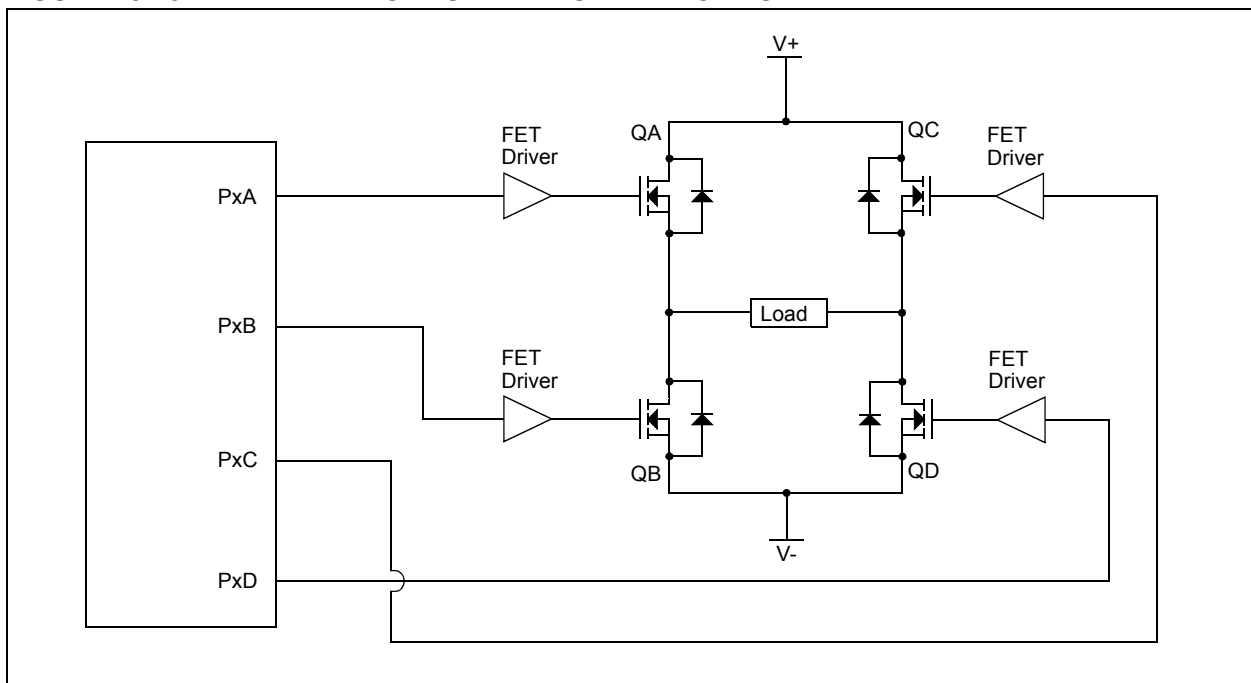 V+
FET
Driver
QA
QC
FET
Driver
PxA
PxB
Load
FET
Driver
FET
Driver
PxC
QB
QD
V-
PxD